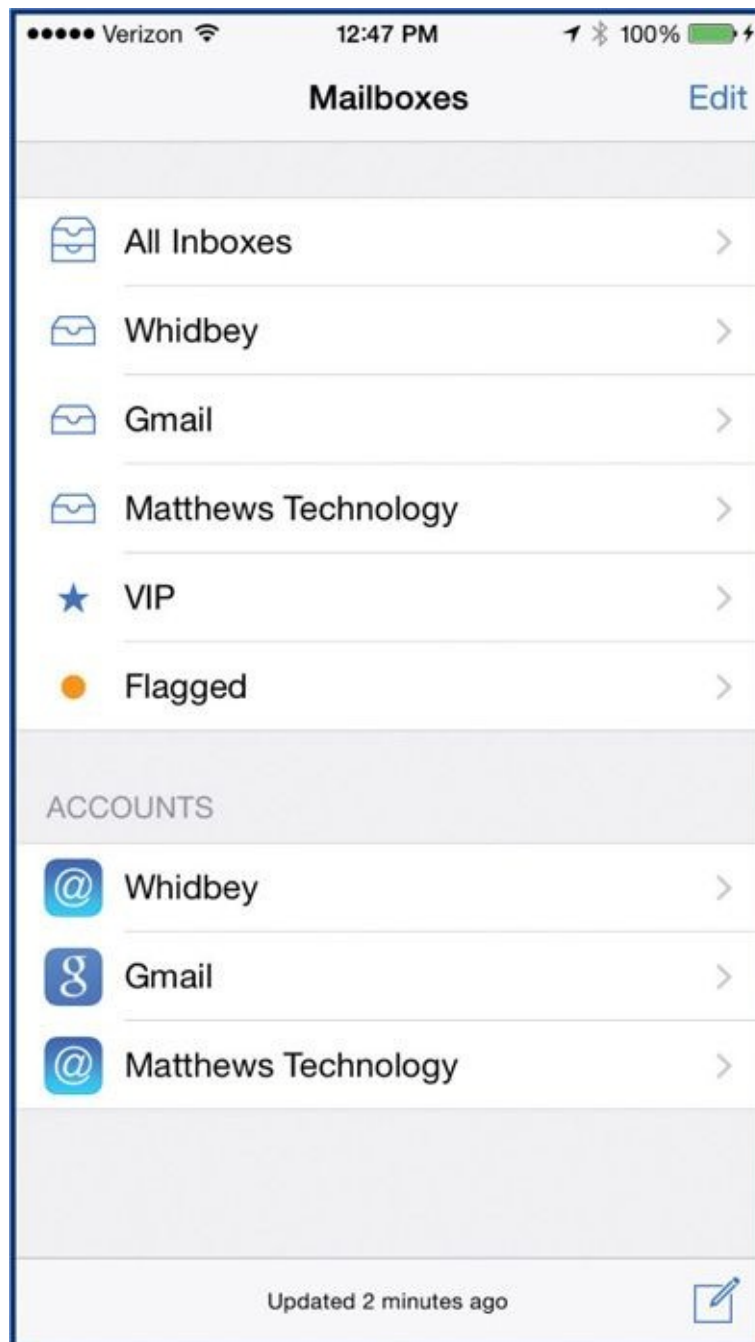 Verizon 12:47 PM 100%
Mailboxes Edit
All Inboxes
Whidbey
Gmail
Matthews Technology
VIP
Flagged
ACCOUNTS
@ Whidbey
g Gmail
@ Matthews Technology
Updated 2 minutes ago